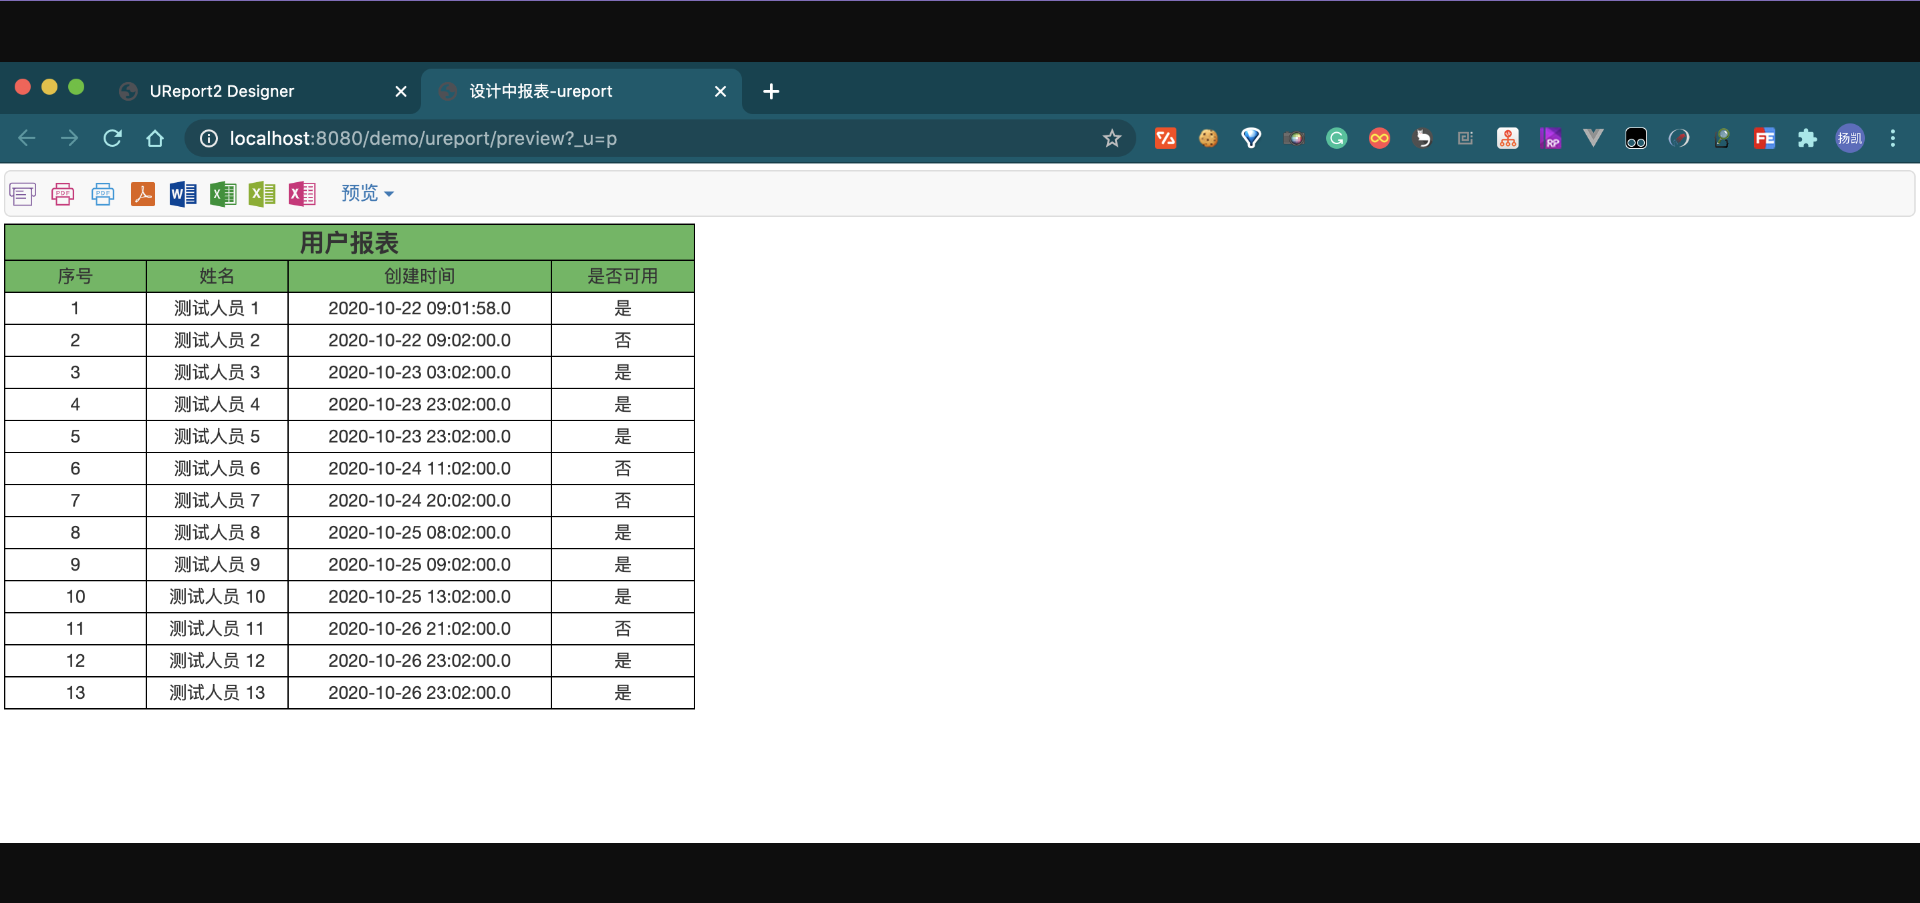 UReport2 Designer 设计中报表-ureport
localhost:8080/demo/ureport/preview?_u=p
扬凯
预览
用户报表
序号 姓名 创建时间 是否可用
1 测试人员 1 2020-10-22 09:01:58.0 是
2 测试人员 2 2020-10-22 09:02:00.0 否
3 测试人员 3 2020-10-23 03:02:00.0 是
4 测试人员 4 2020-10-23 23:02:00.0 是
5 测试人员 5 2020-10-23 23:02:00.0 是
6 测试人员 6 2020-10-24 11:02:00.0 否
7 测试人员 7 2020-10-24 20:02:00.0 否
8 测试人员 8 2020-10-25 08:02:00.0 是
9 测试人员 9 2020-10-25 09:02:00.0 是
10 测试人员 10 2020-10-25 13:02:00.0 是
11 测试人员 11 2020-10-26 21:02:00.0 否
12 测试人员 12 2020-10-26 23:02:00.0 是
13 测试人员 13 2020-10-26 23:02:00.0 是